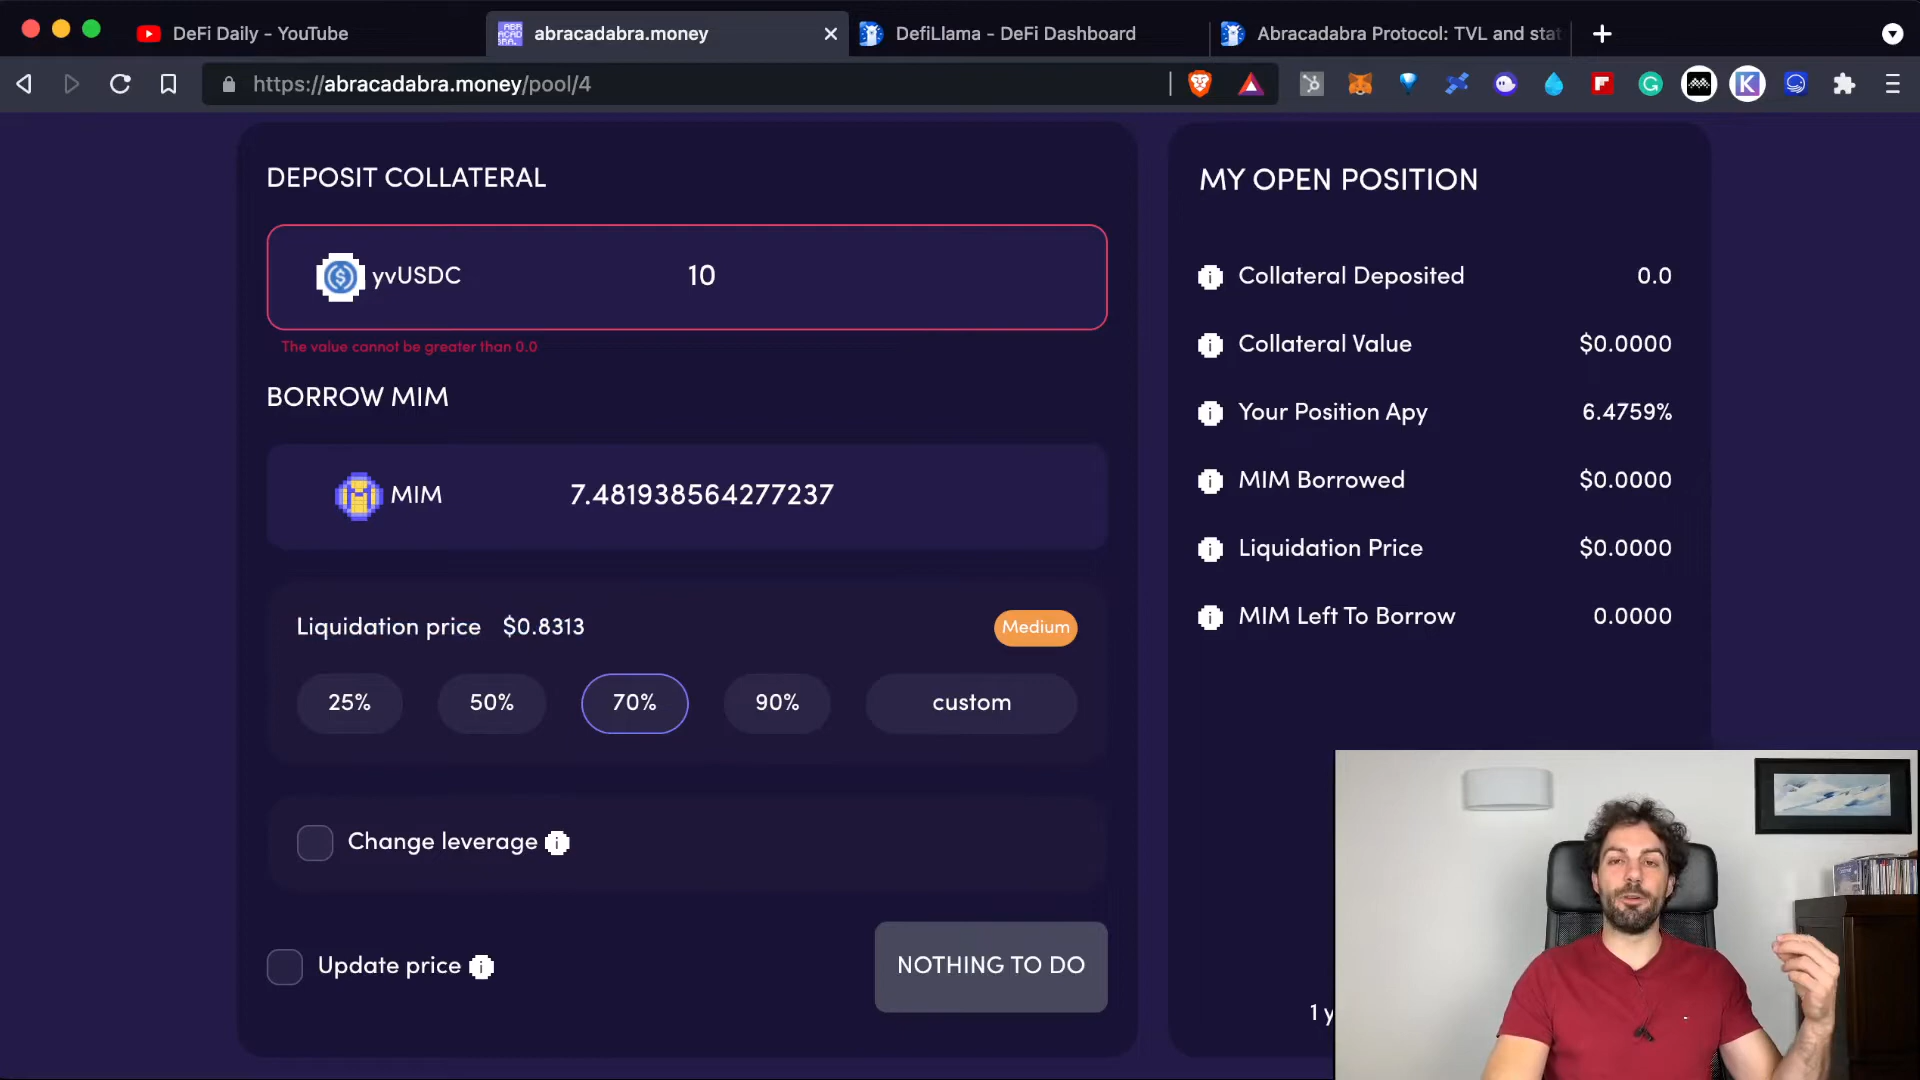 DeFi Daily - YouTube
abracadabra.money
DefiLlama - DeFi Dashboard
Abracadabra Protocol: TVL and stat
https://abracadabra.money/pool/4
DEPOSIT COLLATERAL
yvUSDC
10
The value cannot be greater than 0.0
BORROW MIM
MIM
7.481938564277237
Liquidation price $0.8313
Medium
25%
50%
70%
90%
custom
Change leverage
Update price
NOTHING TO DO
MY OPEN POSITION
Collateral Deposited 0.0
Collateral Value $0.0000
Your Position Apy 6.4759%
MIM Borrowed $0.0000
Liquidation Price $0.0000
MIM Left To Borrow 0.0000
1 y